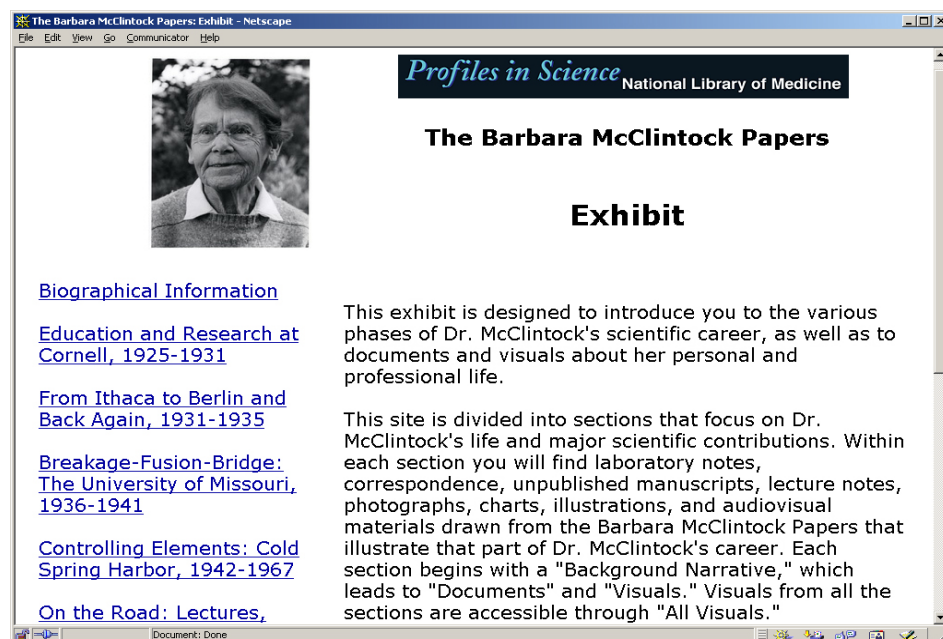 The Barbara McClintock Papers: Exhibit - Netscape
File Edit View Go Communicator Help
Profiles in Science National Library of Medicine
The Barbara McClintock Papers
Exhibit
Biographical Information
Education and Research at
Cornell, 1925-1931
From Ithaca to Berlin and
Back Again, 1931-1935
Breakage-Fusion-Bridge:
The University of Missouri,
1936-1941
Controlling Elements: Cold
Spring Harbor, 1942-1967
On the Road: Lectures,
This exhibit is designed to introduce you to the various
phases of Dr. McClintock's scientific career, as well as to
documents and visuals about her personal and
professional life.
This site is divided into sections that focus on Dr.
McClintock's life and major scientific contributions. Within
each section you will find laboratory notes,
correspondence, unpublished manuscripts, lecture notes,
photographs, charts, illustrations, and audiovisual
materials drawn from the Barbara McClintock Papers that
illustrate that part of Dr. McClintock's career. Each
section begins with a "Background Narrative," which
leads to "Documents" and "Visuals." Visuals from all the
sections are accessible through "All Visuals."
Document: Done